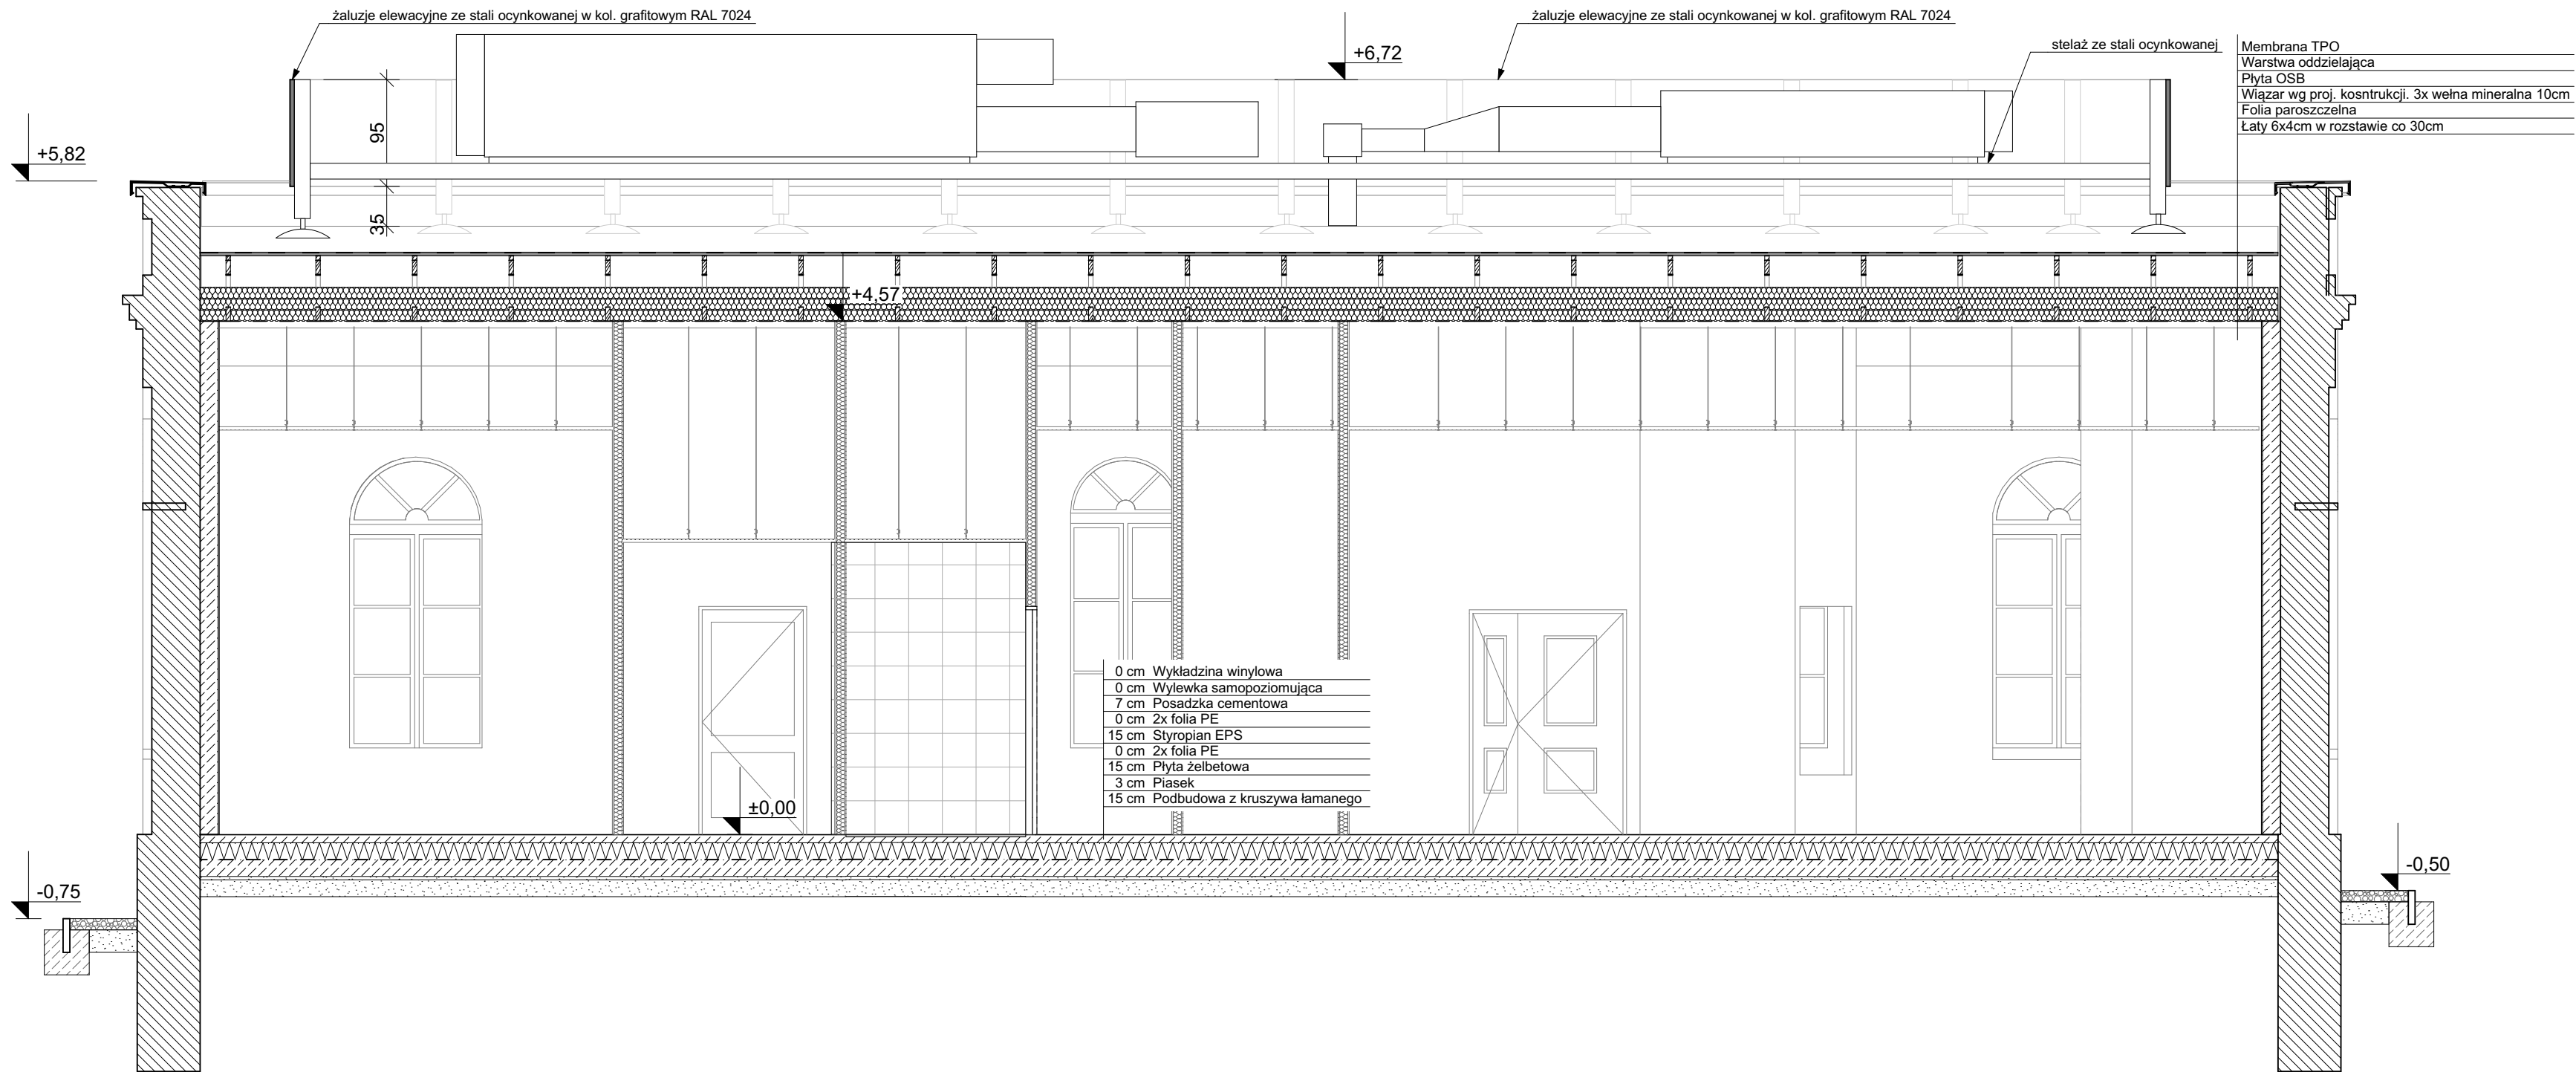 żaluzje elewacyjne ze stali ocynkowanej w kol. grafitowym RAL 7024
żaluzje elewacyjne ze stali ocynkowanej w kol. grafitowym RAL 7024
+6,72
stelaż ze stali ocynkowanej
Membrana TPO
Warstwa oddzielająca
Płyta OSB
Wiązar wg proj. kosntrukcji. 3x wełna mineralna 10cm
Folia paroszczelna
Łaty 6x4cm w rozstawie co 30cm
95
+5,82
35
+4,57
0 cm Wykładzina winylowa
0 cm Wylewka samopoziomująca
7 cm Posadzka cementowa
0 cm 2x folia PE
15 cm Styropian EPS
0 cm 2x folia PE
15 cm Płyta żelbetowa
3 cm Piasek
15 cm Podbudowa z kruszywa łamanego
±0,00
-0,75
-0,50